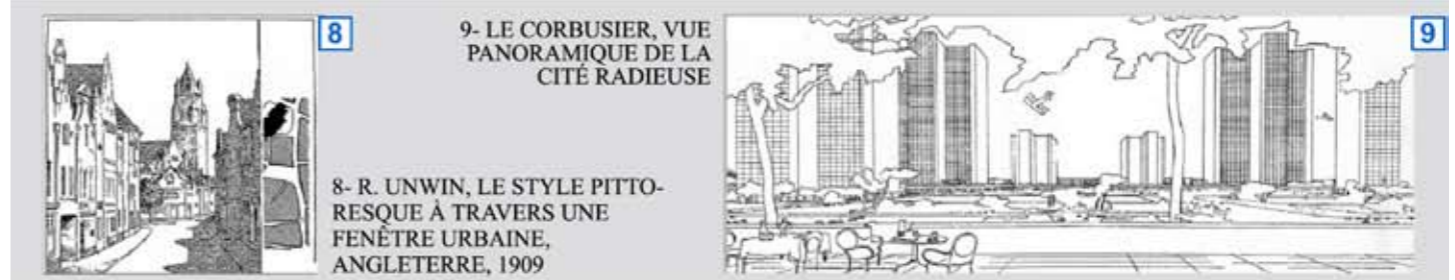 8
9- LE CORBUSIER, VUE
PANORAMIQUE DE LA
CITÉ RADIEUSE
9
8- R. UNWIN, LE STYLE PITTO-
RESQUE À TRAVERS UNE
FENÊTRE URBAINE,
ANGLETERRE, 1909